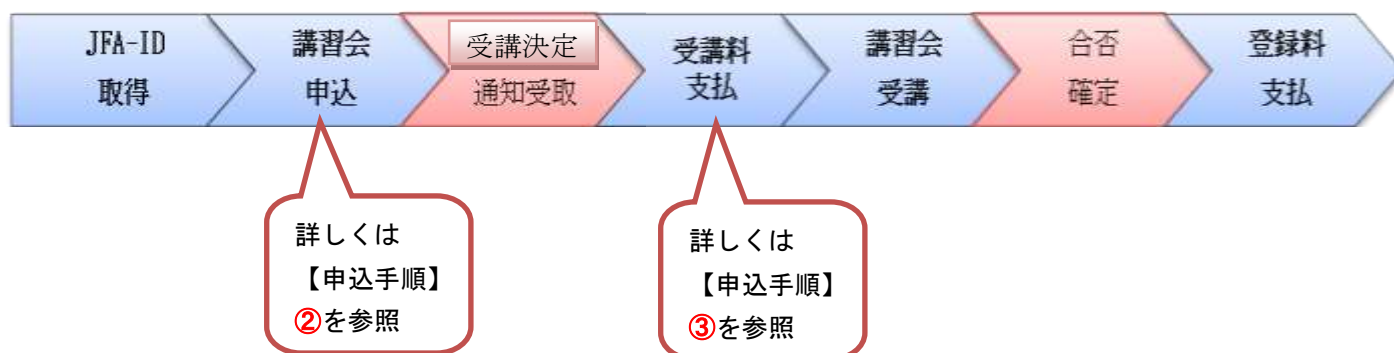 JFA-ID
取得
講習会
申込
受講決定
通知受取
受講料
支払
講習会
受講
合否
確定
登録料
支払
詳しくは
【申込手順】
②を参照
詳しくは
【申込手順】
③を参照